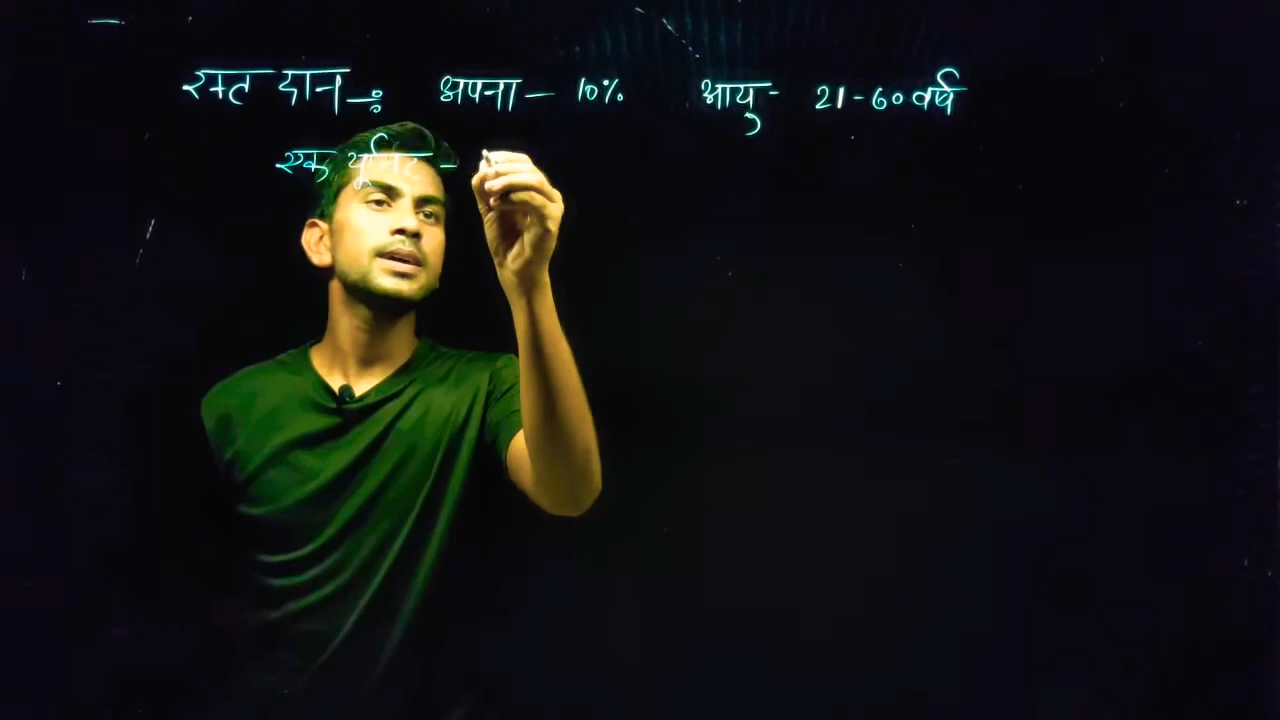 रक्त दान -: अपना - 10% आयु - 21-60 वर्ष
एक यूनिट -